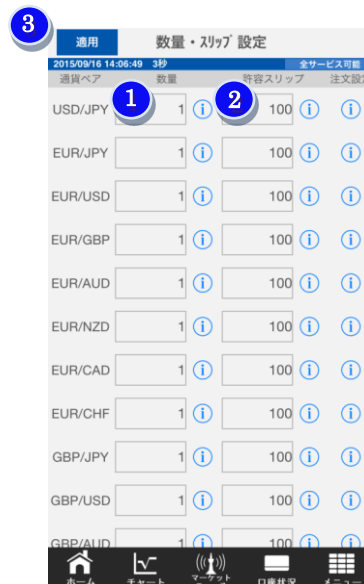 3
適用 数量・ｽﾘｯﾌﾟ設定
2015/09/16 14:06:49 3秒 全サービス可能
通貨ペア 数量 許容スリップ 注文設定
USD/JPY 1 1 2 100
EUR/JPY 1 100
EUR/USD 1 100
EUR/GBP 1 100
EUR/AUD 1 100
EUR/NZD 1 100
EUR/CAD 1 100
EUR/CHF 1 100
GBP/JPY 1 100
GBP/USD 1 100
GBP/AUD 1 100
ホーム チャート マーケット 口座状況 メニュー